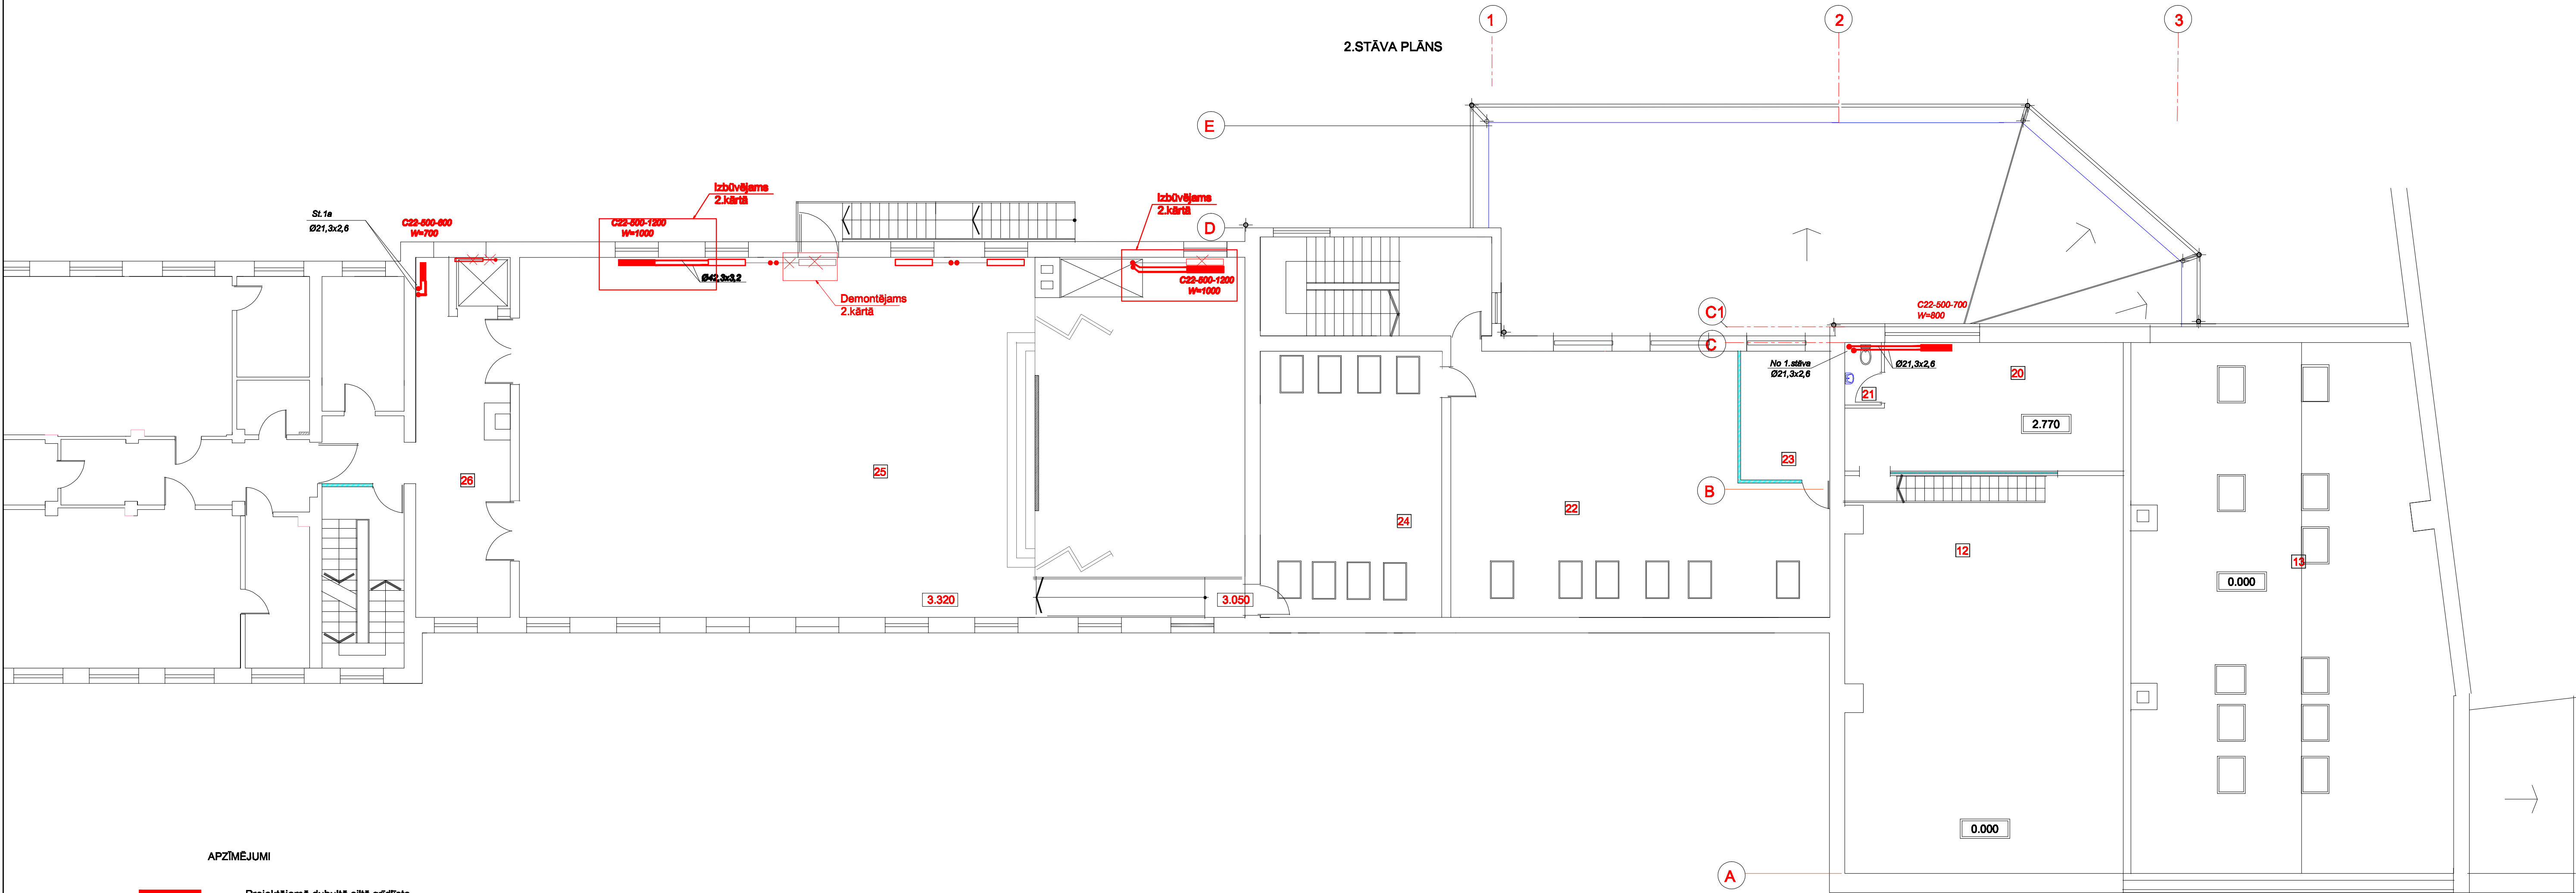 1
2
3
2.STĀVA PLĀNS
E
Izbūvējams
2.kārtā
Izbūvējams
2.kārtā
St.1a
Ø21,3x2,6
C22-500-600
W=700
C22-500-1200
W=1000
D
Ø42,3x3,2
C22-500-1200
W=1000
Demontējams
2.kārtā
C1
C22-500-700
W=800
C
No 1.stāva
Ø21,3x2,6
Ø21,3x2,6
20
21
2.770
23
25
26
B
22
24
12
13
0.000
3.320
3.050
0.000
APZĪMĒJUMI
A